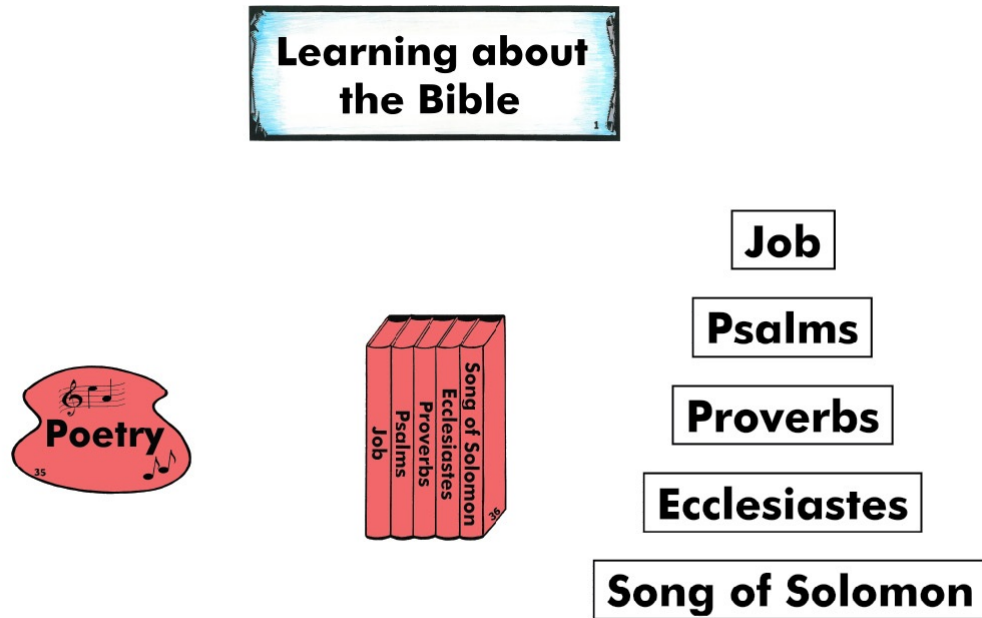 Learning about
the Bible
1
Poetry
35
Job
Psalms
Proverbs
Ecclesiastes
Song of Solomon
36
Job
Psalms
Proverbs
Ecclesiastes
Song of Solomon